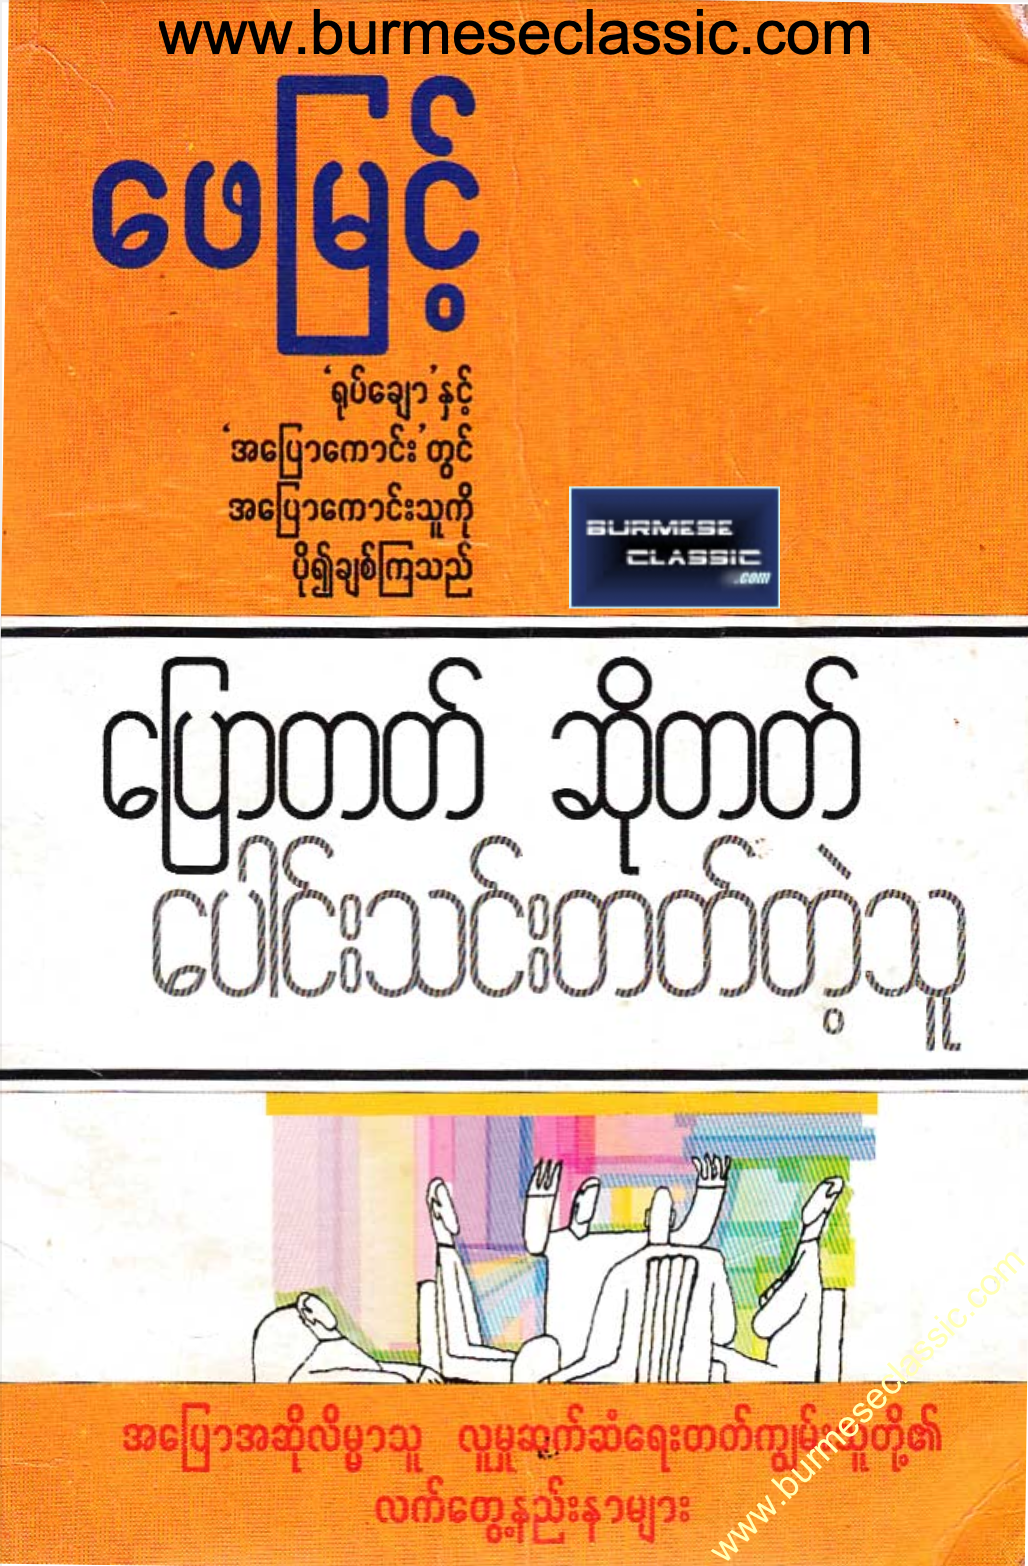 www.burmeseclassic.com
ဖေမြင့်
‘ရုပ်ချော’နှင့်
‘အပြောကောင်း’တွင်
အပြောကောင်းသူကို
ပို၍ချစ်ကြသည်
BURMESE
CLASSIC
.com
ပြောတတ် ဆိုတတ်
ပေါင်းသင်းတတ်တဲ့သူ
အပြောအဆိုလိမ္မာသူ လူမှုဆက်ဆံရေးတတ်ကျွမ်းသူတို့၏
လက်တွေ့နည်းနာများ
www.burmeseclassic.com